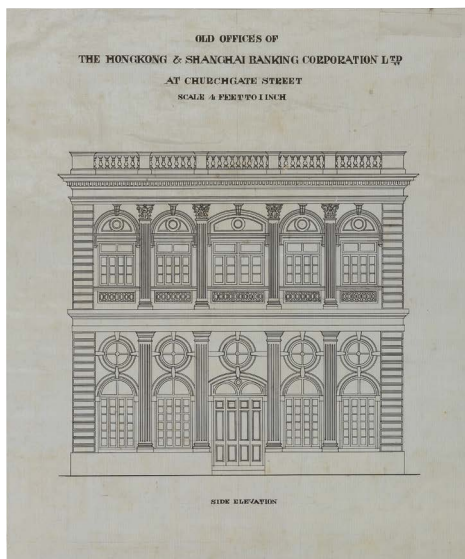 OLD OFFICES OF
THE HONGKONG & SHANGHAI BANKING CORPORATION LTD
AT CHURCHGATE STREET
SCALE 4 FEET TO 1 INCH
SIDE ELEVATION